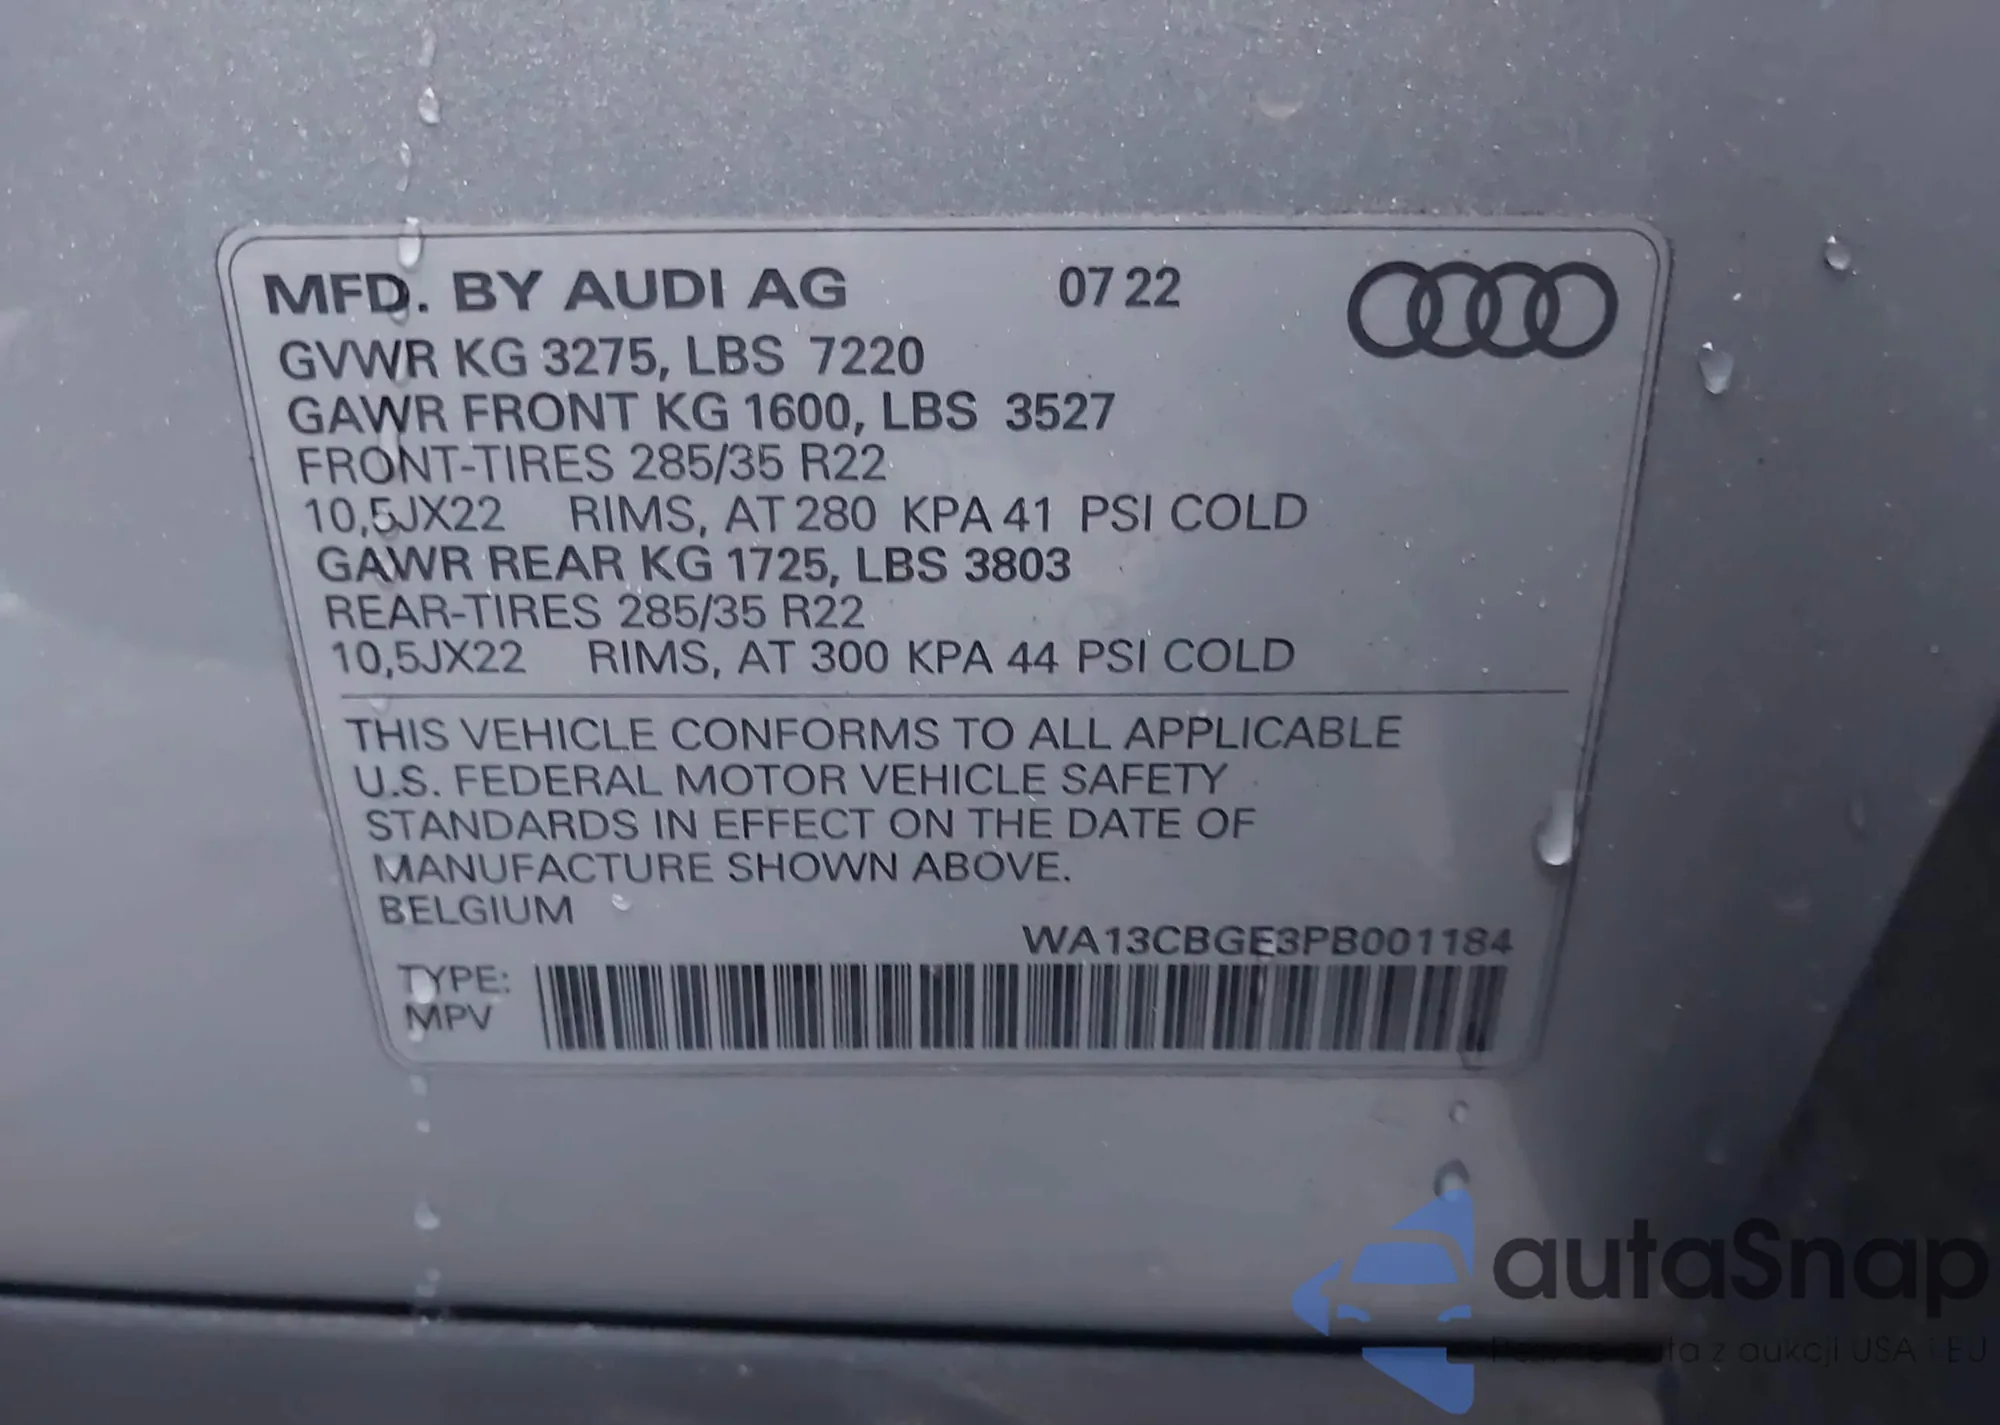 MFD. BY AUDI AG 07 22
GVWR KG 3275, LBS 7220
GAWR FRONT KG 1600, LBS 3527
FRONT-TIRES 285/35 R22
10,5JX22 RIMS, AT 280 KPA 41 PSI COLD
GAWR REAR KG 1725, LBS 3803
REAR-TIRES 285/35 R22
10,5JX22 RIMS, AT 300 KPA 44 PSI COLD
THIS VEHICLE CONFORMS TO ALL APPLICABLE
U.S. FEDERAL MOTOR VEHICLE SAFETY
STANDARDS IN EFFECT ON THE DATE OF
MANUFACTURE SHOWN ABOVE.
BELGIUM
WA13CBGE3PB001184
TYPE:
MPV
autaSnap
auta z aukcji USA i EU